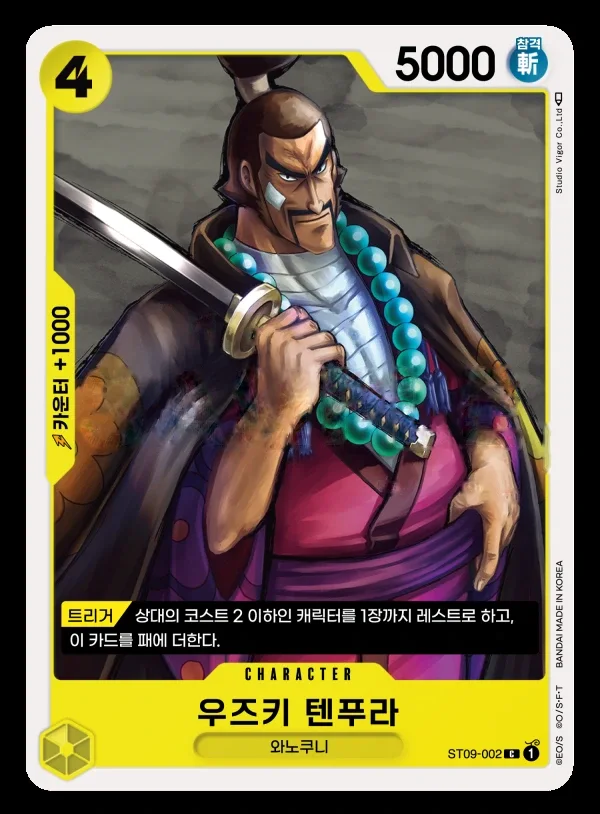 4
5000
참격
斬
Studio Vigor Co.,Ltd
카운터 +1000
트리거 상대의 코스트 2 이하인 캐릭터를 1장까지 레스트로 하고,
이 카드를 패에 더한다.
CHARACTER
우즈키 텐푸라
와노쿠니
ST09-002 C 1
©EO/S ©O/S·F·T BANDAI MADE IN KOREA